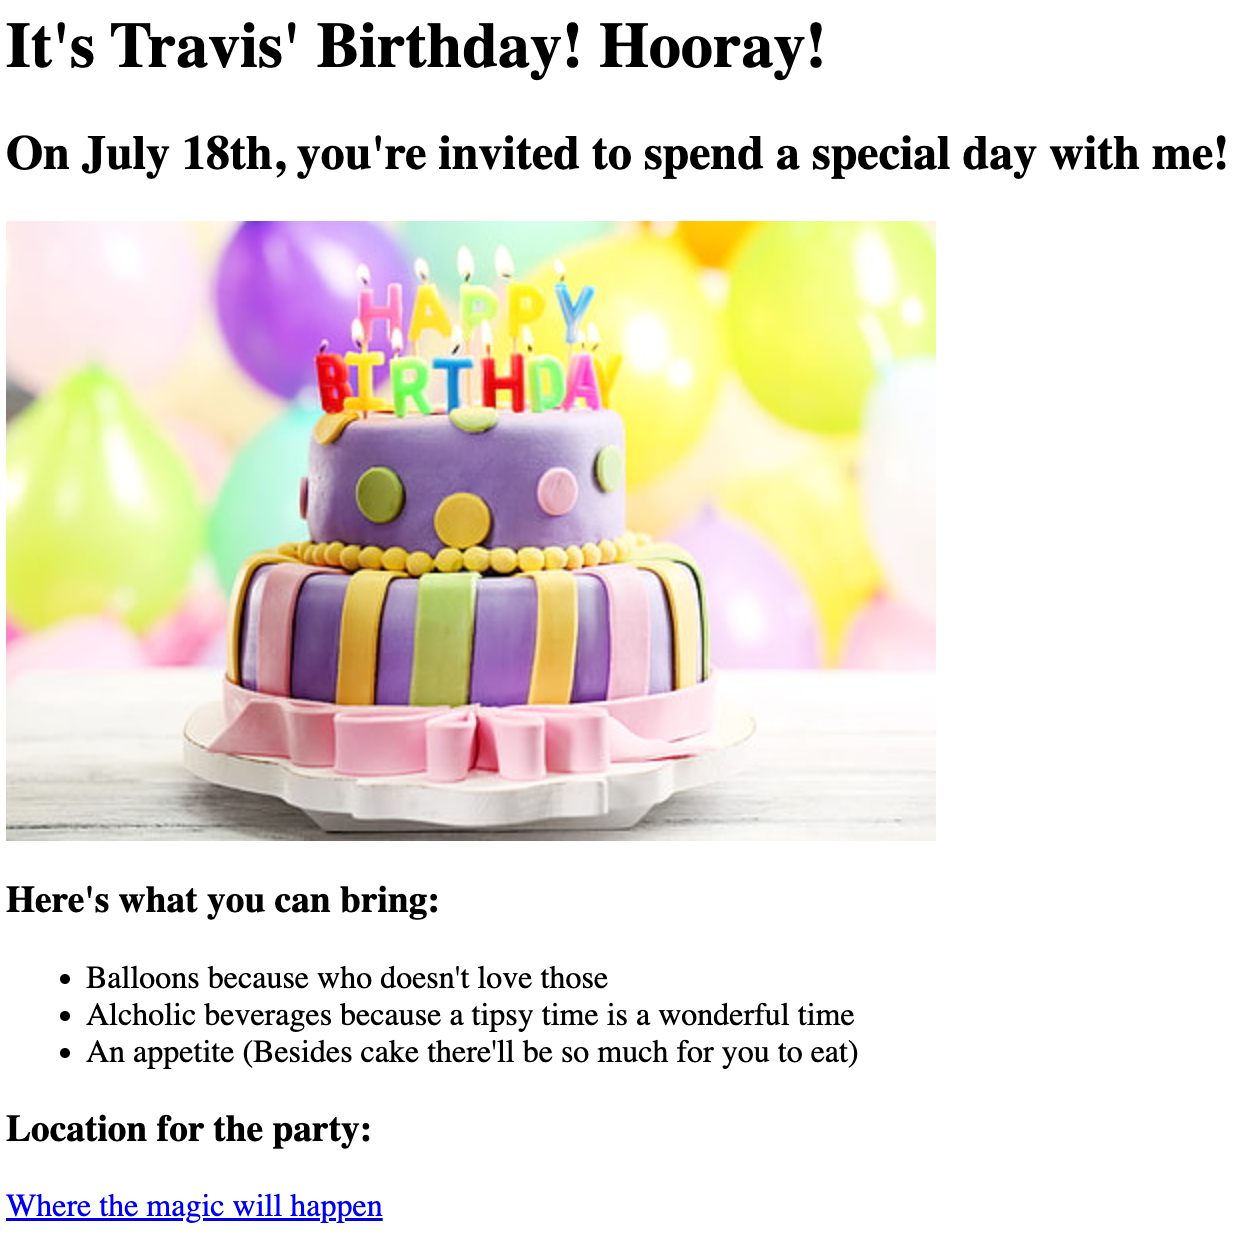 It's Travis' Birthday! Hooray!
On July 18th, you're invited to spend a special day with me!
HAPPY
BIRTHDAY
Here's what you can bring:
Balloons because who doesn't love those
Alcholic beverages because a tipsy time is a wonderful time
An appetite (Besides cake there'll be so much for you to eat)
Location for the party:
Where the magic will happen